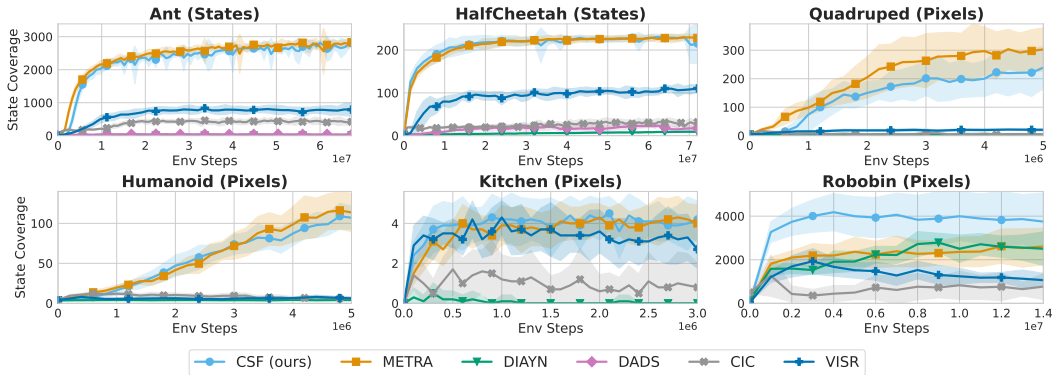 Ant (States)
HalfCheetah (States)
Quadruped (Pixels)
State Coverage
3000
2000
1000
0
0 1 2 3 4 5 6 7
Env Steps
1e7
200
100
0
0 1 2 3 4 5 6 7
Env Steps
1e7
300
200
100
0
0 1 2 3 4 5
Env Steps
1e6
Humanoid (Pixels)
Kitchen (Pixels)
Robobin (Pixels)
State Coverage
100
50
0
0 1 2 3 4 5
Env Steps
1e6
4
2
0
0.0 0.5 1.0 1.5 2.0 2.5 3.0
Env Steps
1e6
4000
2000
0
0.0 0.2 0.4 0.6 0.8 1.0 1.2 1.4
Env Steps
1e7
CSF (ours) METRA DIAYN DADS CIC VISR